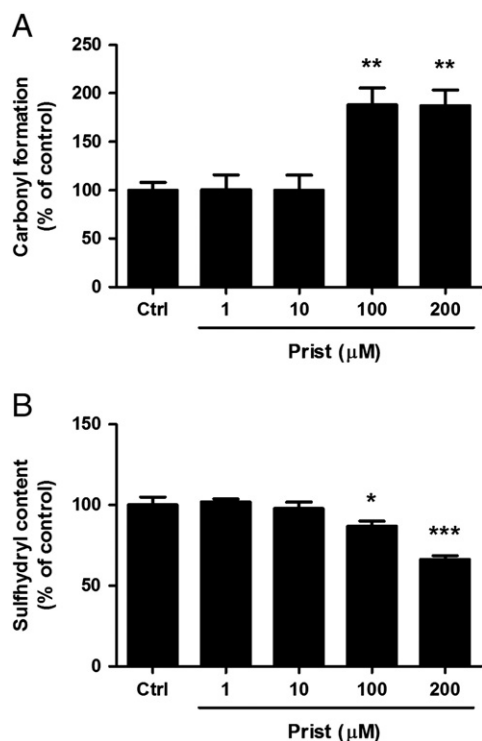 A
Carbonyl formation
(% of control)
250
200
150
100
50
0
** **
Ctrl 1 10 100 200
Prist (μM)
B
Sulfhydryl content
(% of control)
150
100
50
0
*
***
Ctrl 1 10 100 200
Prist (μM)